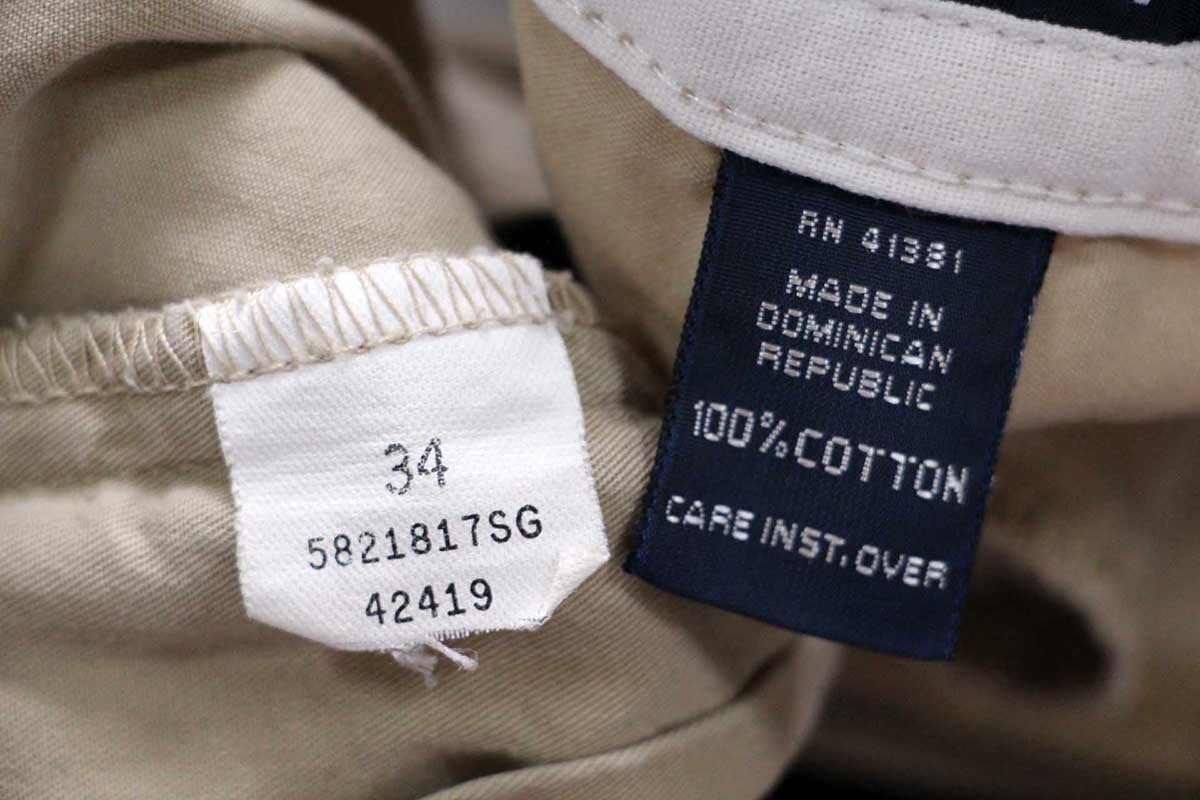 34
5821817SG
42419
RN 41381
MADE IN
DOMINICAN
REPUBLIC
100%COTTON
CARE INST.OVER